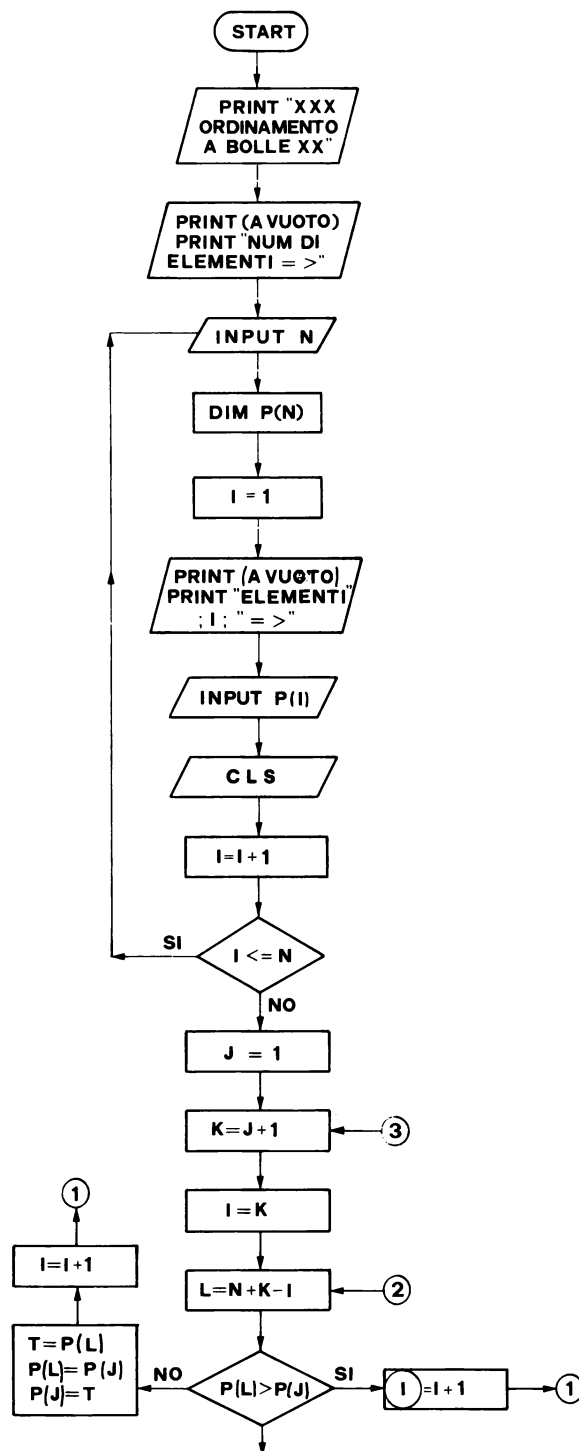 START
PRINT "XXX
ORDINAMENTO
A BOLLE XX"
PRINT (A VUOTO)
PRINT "NUM DI
ELEMENTI = >"
INPUT N
DIM P(N)
I = 1
PRINT (A VUOTO)
PRINT "ELEMENTI"
; I ; " = >"
INPUT P(I)
CLS
I=I+1
I <= N
SI
NO
J = 1
K=J+1
3
I=K
1
I=I+1
L=N+K-I
2
T=P(L)
P(L)=P(J)
P(J)=T
NO
P(L)>P(J)
SI
I=I+1
1